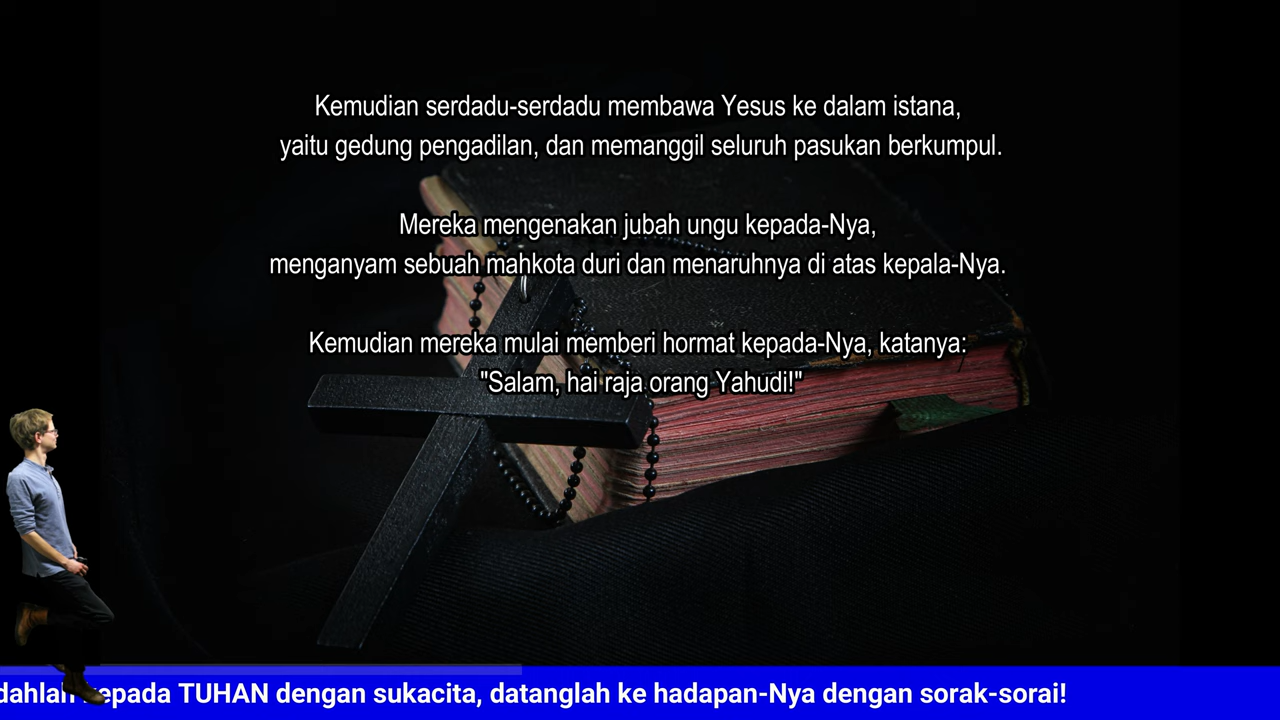 Kemudian serdadu-serdadu membawa Yesus ke dalam istana,
yaitu gedung pengadilan, dan memanggil seluruh pasukan berkumpul.
Mereka mengenakan jubah ungu kepada-Nya,
menganyam sebuah mahkota duri dan menaruhnya di atas kepala-Nya.
Kemudian mereka mulai memberi hormat kepada-Nya, katanya:
"Salam, hai raja orang Yahudi!"
TUHAN dengan sukacita, datanglah ke hadapan-Nya dengan sorak-sorai!